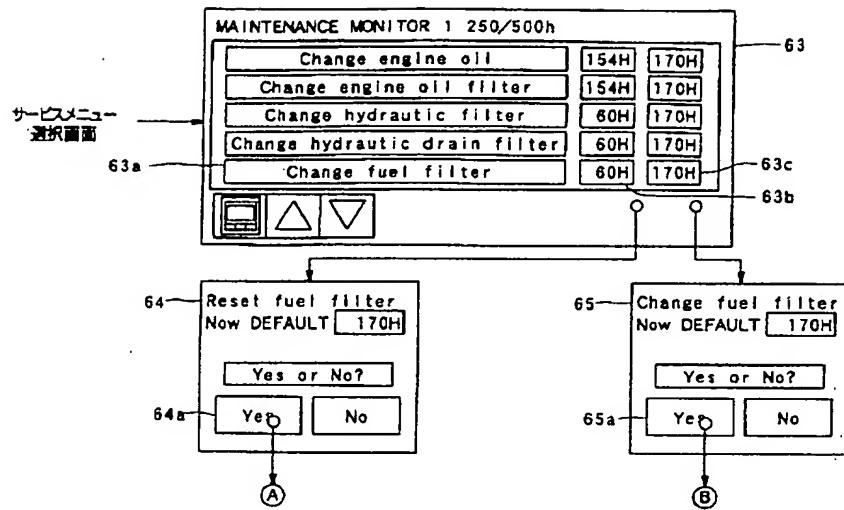 MAINTENANCE MONITOR 1 250/500h
63
Change engine oil 154H 170H
Change engine oil filter 154H 170H
Change hydrautic filter 60H 170H
Change hydrautic drain filter 60H 170H
Change fuel filter 60H 170H
サービスメニュー
選択画面
63a
63c
63b
64
Reset fuel filter
Now DEFAULT 170H
Yes or No?
64a
Yes No
A
65
Change fuel filter
Now DEFAULT 170H
Yes or No?
65a
Yes No
B